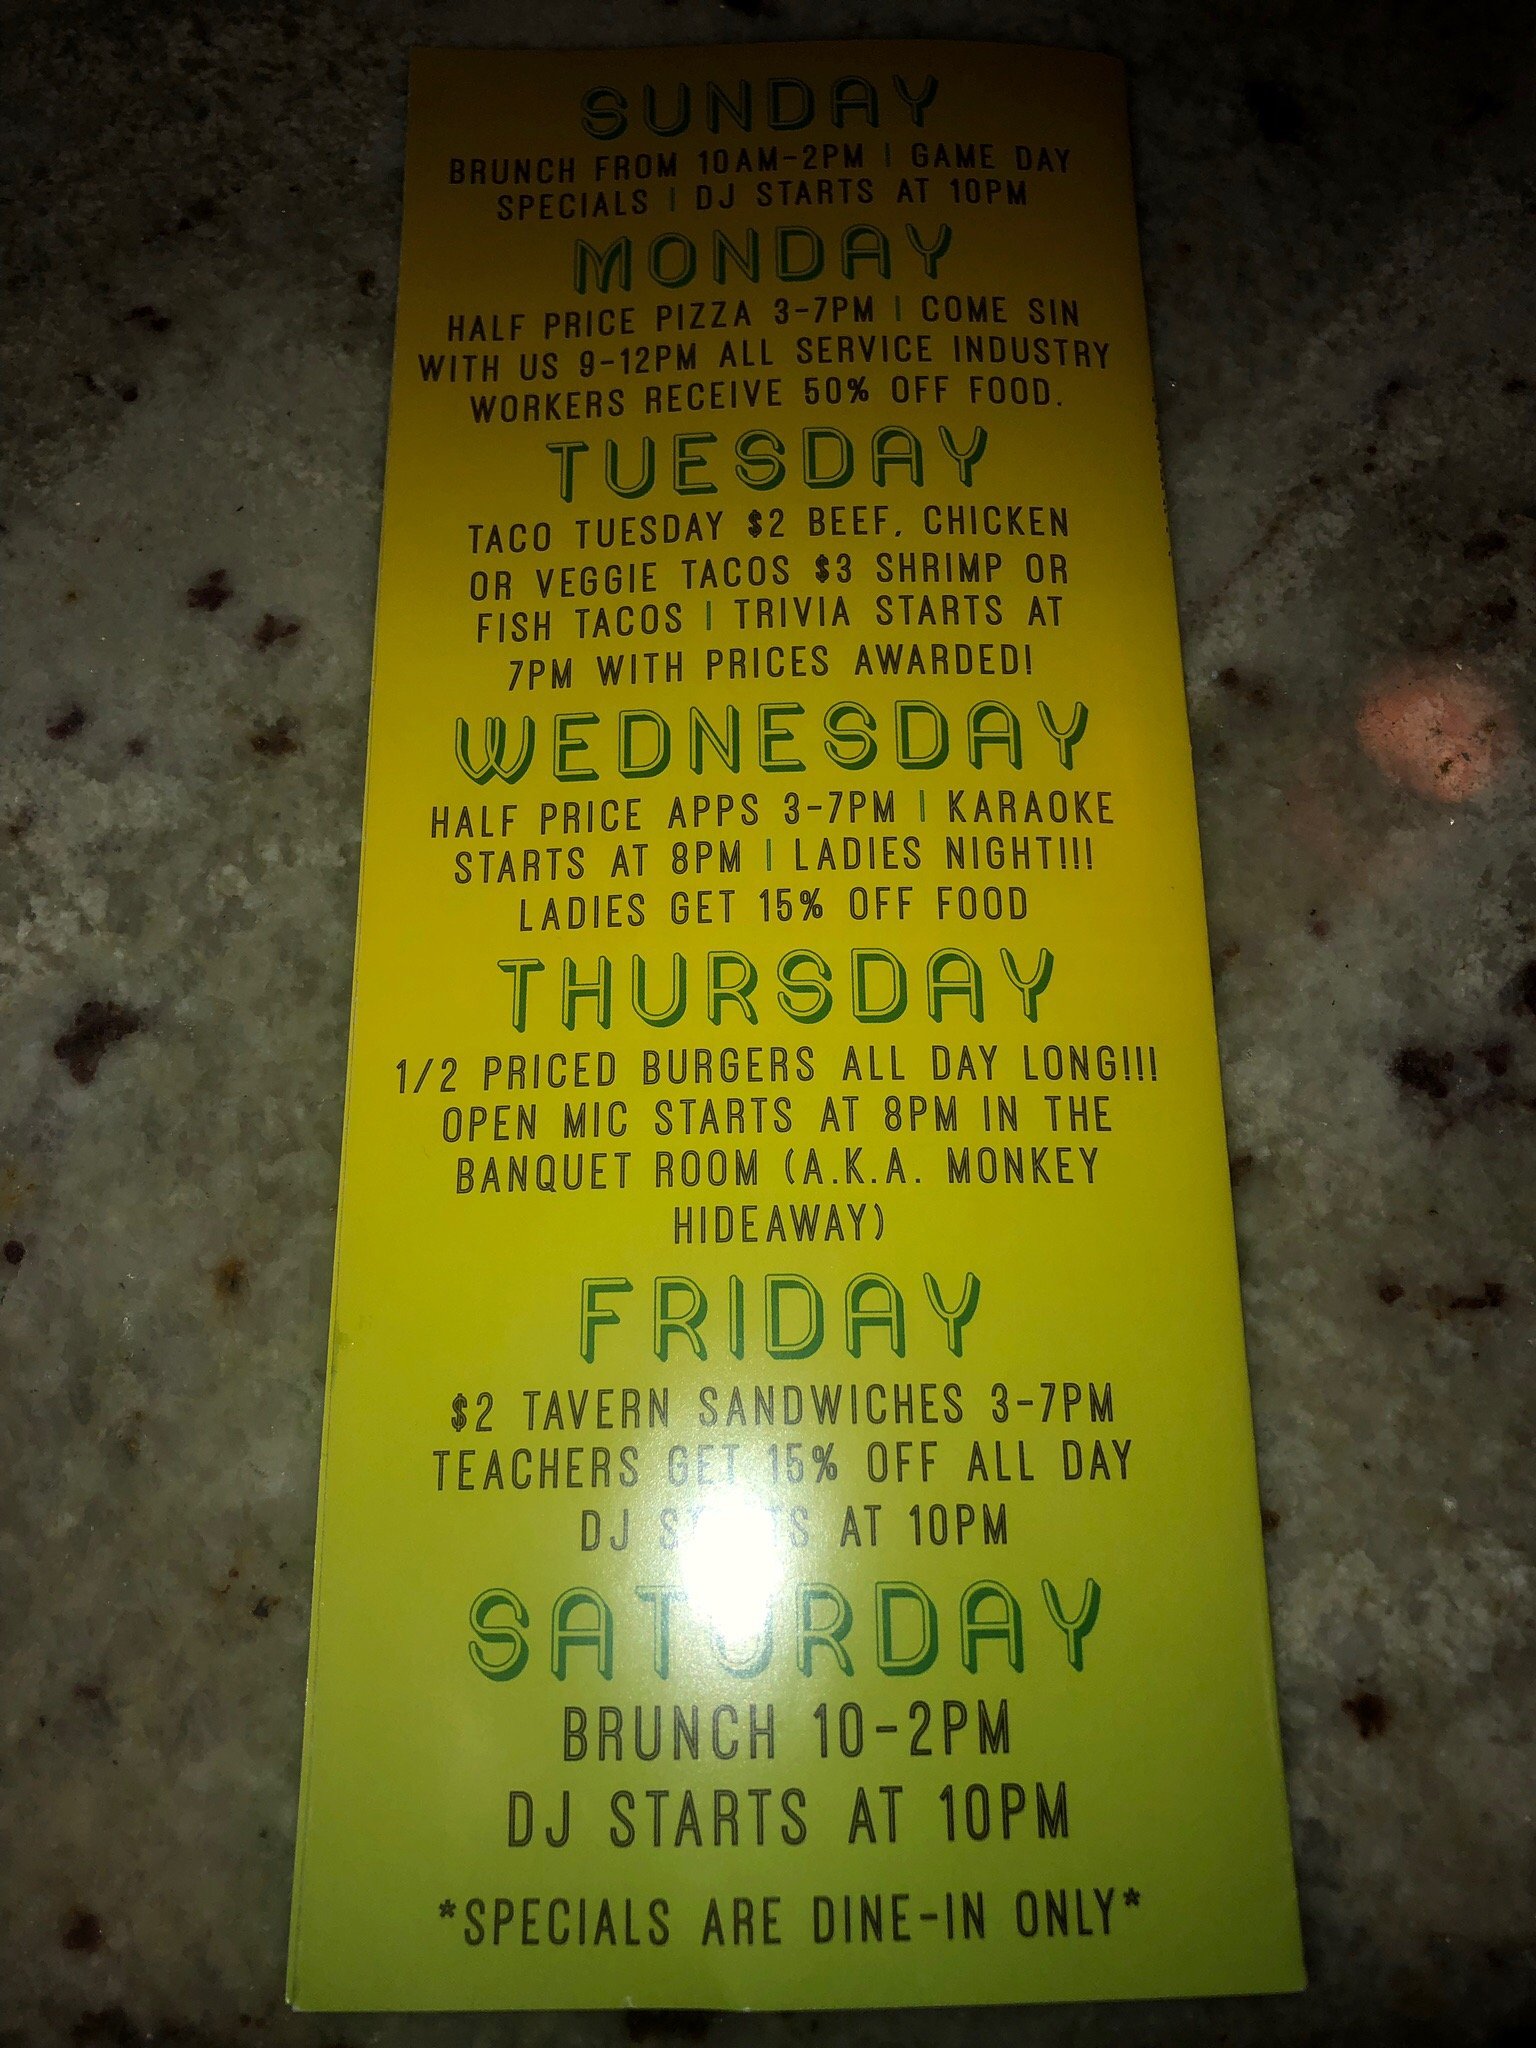 SUNDAY
BRUNCH FROM 10AM-2PM | GAME DAY
SPECIALS | DJ STARTS AT 10PM
MONDAY
HALF PRICE PIZZA 3-7PM | COME SIN
WITH US 9-12PM ALL SERVICE INDUSTRY
WORKERS RECEIVE 50% OFF FOOD.
TUESDAY
TACO TUESDAY $2 BEEF, CHICKEN
OR VEGGIE TACOS $3 SHRIMP OR
FISH TACOS | TRIVIA STARTS AT
7PM WITH PRICES AWARDED!
WEDNESDAY
HALF PRICE APPS 3-7PM | KARAOKE
STARTS AT 8PM | LADIES NIGHT!!!
LADIES GET 15% OFF FOOD
THURSDAY
1/2 PRICED BURGERS ALL DAY LONG!!!
OPEN MIC STARTS AT 8PM IN THE
BANQUET ROOM (A.K.A. MONKEY
HIDEAWAY)
FRIDAY
$2 TAVERN SANDWICHES 3-7PM
TEACHERS GET 15% OFF ALL DAY
DJ STARTS AT 10PM
SATURDAY
BRUNCH 10-2PM
DJ STARTS AT 10PM
*SPECIALS ARE DINE-IN ONLY*